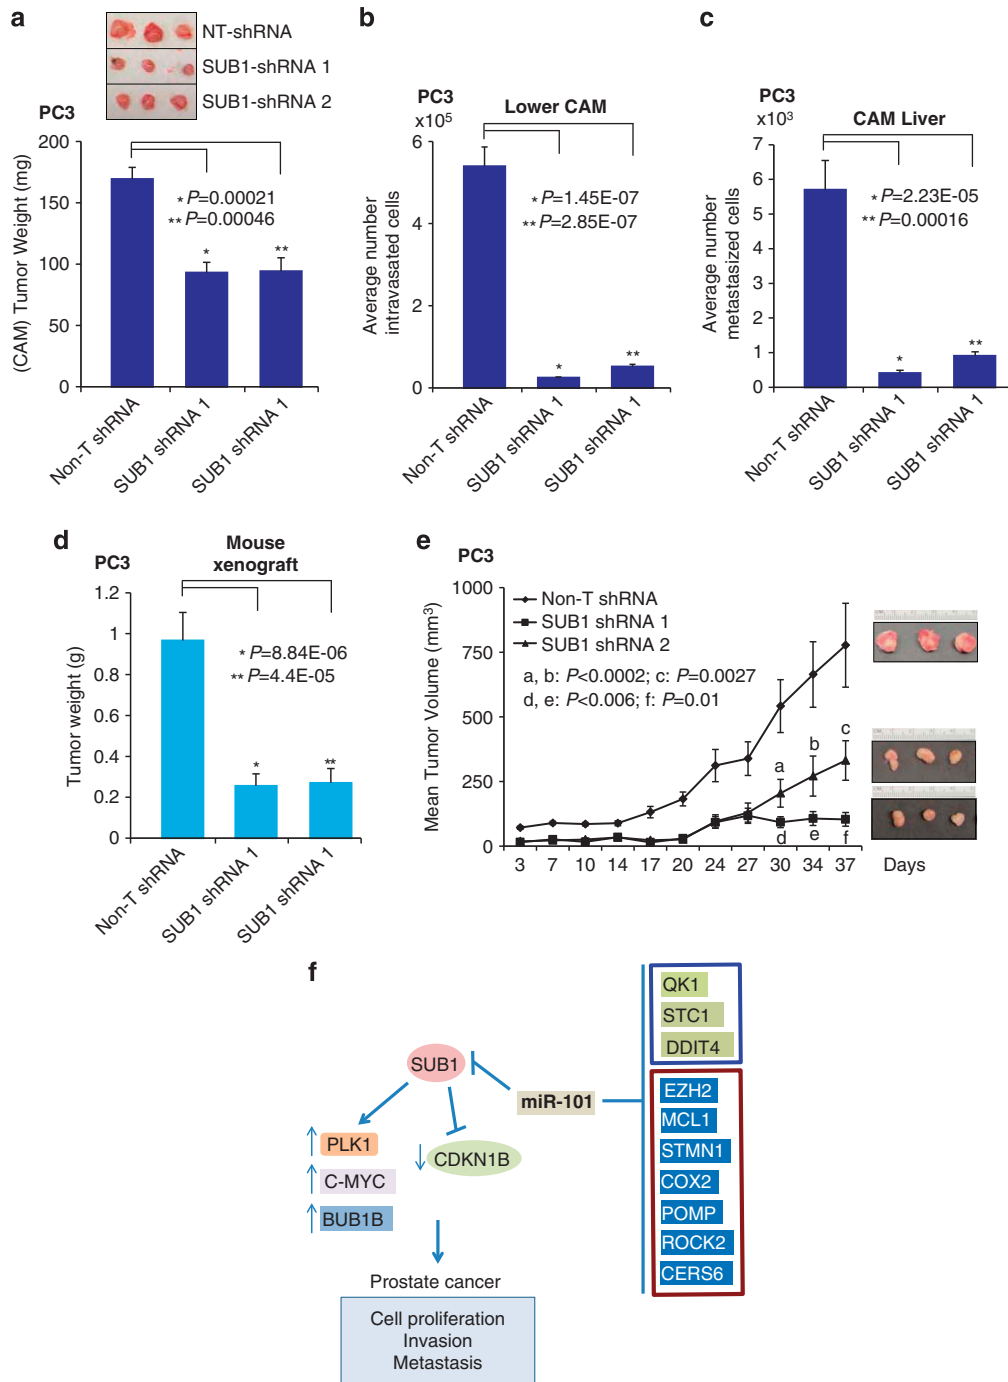 a
NT-shRNA
SUB1-shRNA 1
SUB1-shRNA 2
PC3
(CAM) Tumor Weight (mg)
200
150
100
50
0
*P=0.00021
**P=0.00046
*
**
Non-T shRNA
SUB1 shRNA 1
SUB1 shRNA 1
b
PC3
x10⁵
Lower CAM
Average number
intravasated cells
6
4
2
0
*P=1.45E-07
**P=2.85E-07
*
**
Non-T shRNA
SUB1 shRNA 1
SUB1 shRNA 1
c
PC3
x10³
CAM Liver
Average number
metastasized cells
7
6
5
4
3
2
1
0
*P=2.23E-05
**P=0.00016
*
**
Non-T shRNA
SUB1 shRNA 1
SUB1 shRNA 1
d
PC3
Mouse
xenograft
Tumor weight (g)
1.2
1
0.8
0.6
0.4
0.2
0
*P=8.84E-06
**P=4.4E-05
*
**
Non-T shRNA
SUB1 shRNA 1
SUB1 shRNA 1
e
PC3
Mean Tumor Volume (mm³)
1000
750
500
250
0
Non-T shRNA
SUB1 shRNA 1
SUB1 shRNA 2
a, b: P<0.0002; c: P=0.0027
d, e: P<0.006; f: P=0.01
a
b
c
d
e
f
3 7 10 14 17 20 24 27 30 34 37 Days
f
QK1
STC1
DDIT4
SUB1
miR-101
EZH2
MCL1
STMN1
COX2
POMP
ROCK2
CERS6
PLK1
C-MYC
BUB1B
CDKN1B
Prostate cancer
Cell proliferation
Invasion
Metastasis